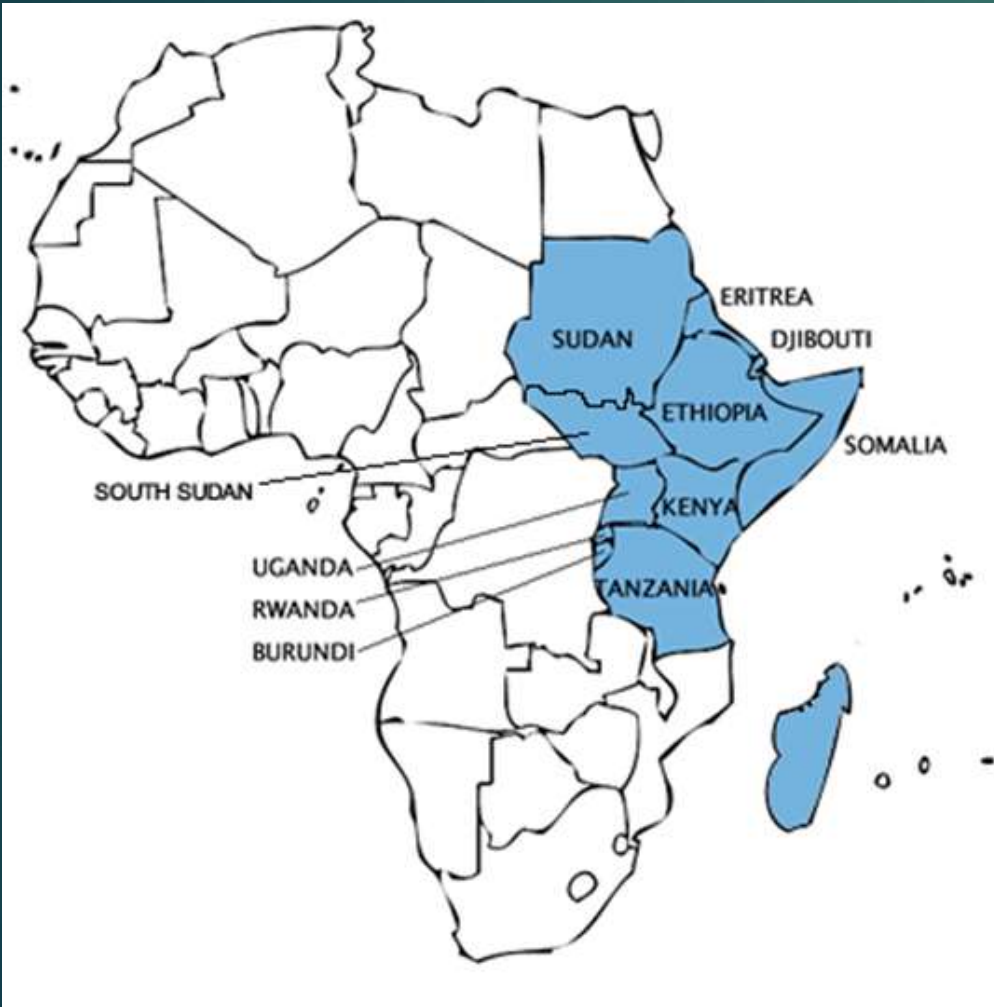 ERITREA
SUDAN
DJIBOUTI
ETHIOPIA
SOMALIA
SOUTH SUDAN
KENYA
UGANDA
TANZANIA
RWANDA
BURUNDI